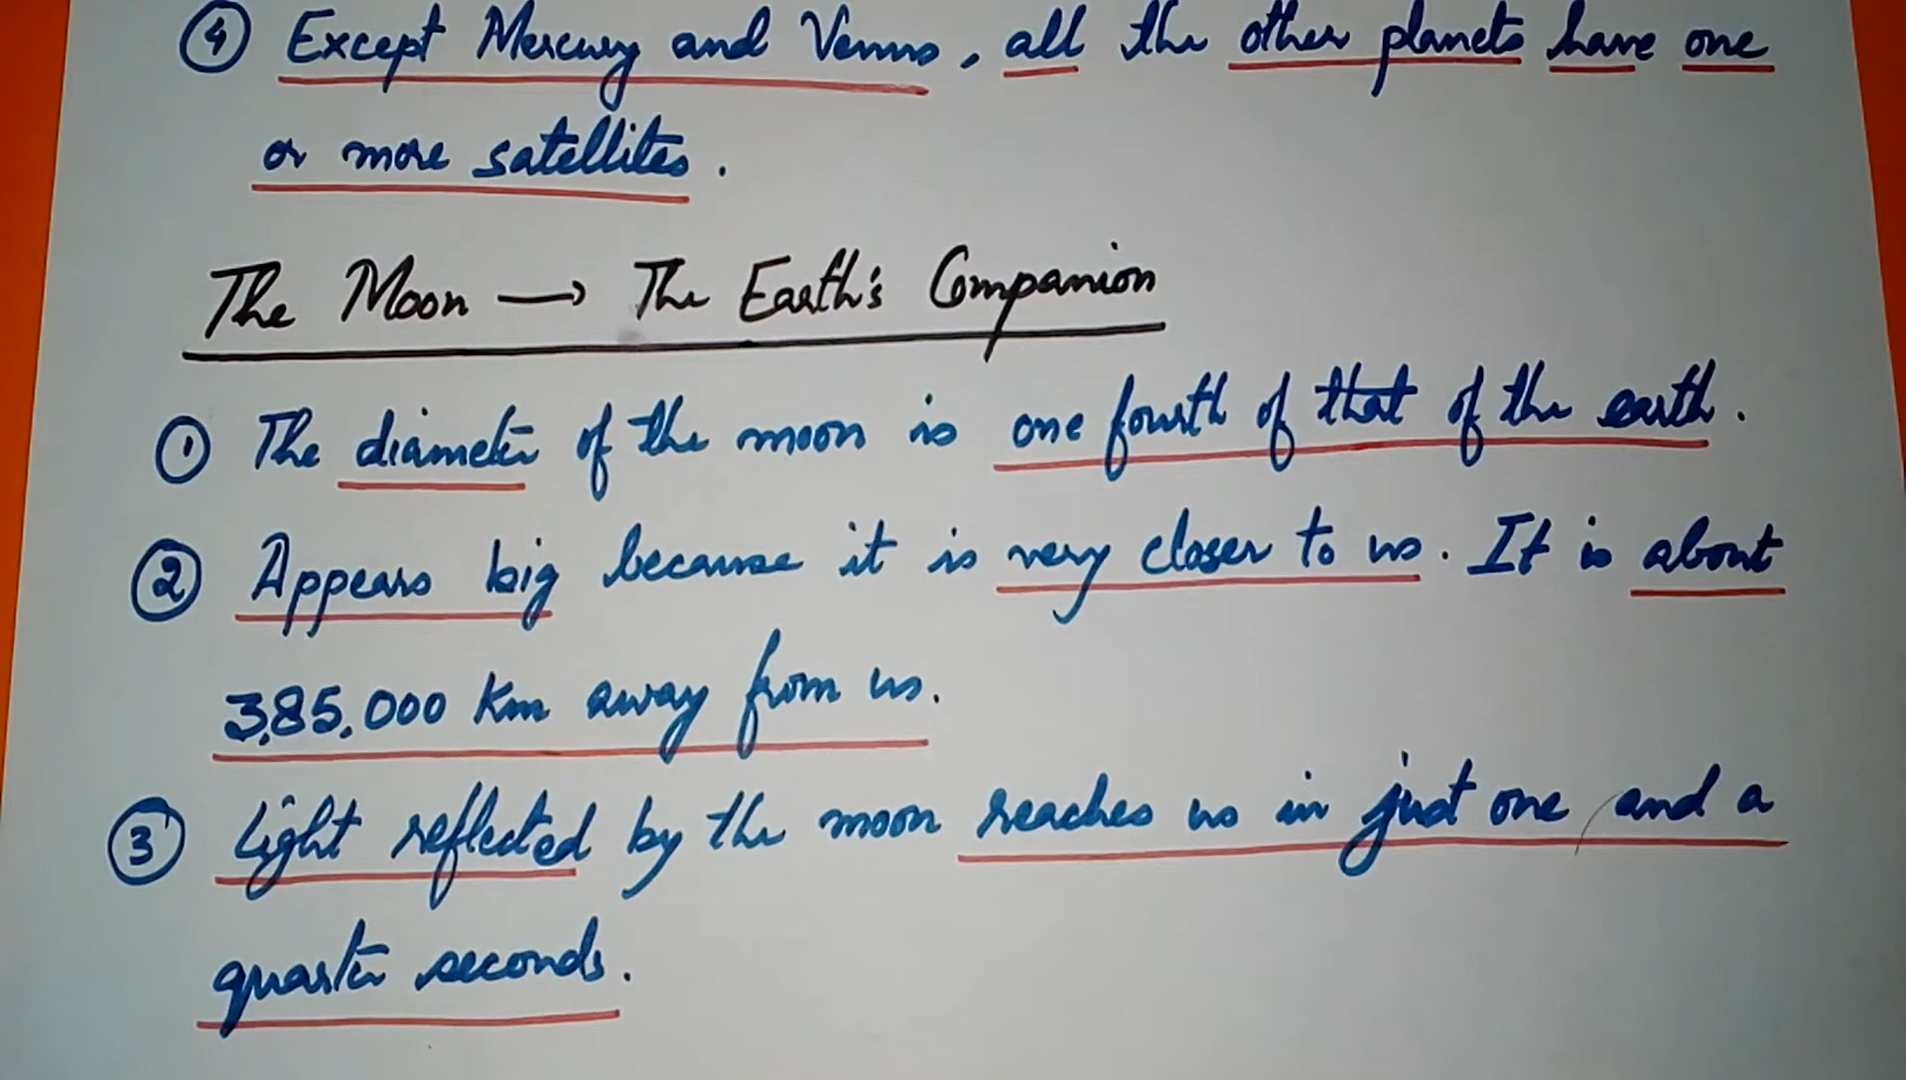 ④ Except Mercury and Venus, all the other planets have one
or more satellites.
The Moon → The Earth's Companion
① The diameter of the moon is one fourth of that of the earth.
② Appears big because it is very closer to us. It is about
3,85,000 Km away from us.
③ Light reflected by the moon reaches us in just one and a
quarter seconds.